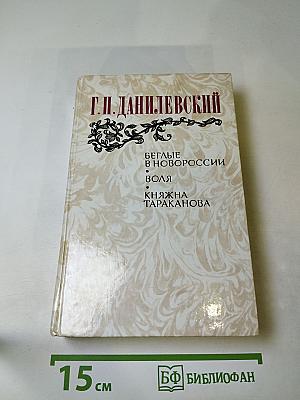 Г. П. ДАНИЛЕВСКИЙ
БЕГЛЫЕ
В НОВОРОССИИ
•
ВОЛЯ
•
КНЯЖНА
ТАРАКАНОВА
15 см
БФ БИБЛИОФАН